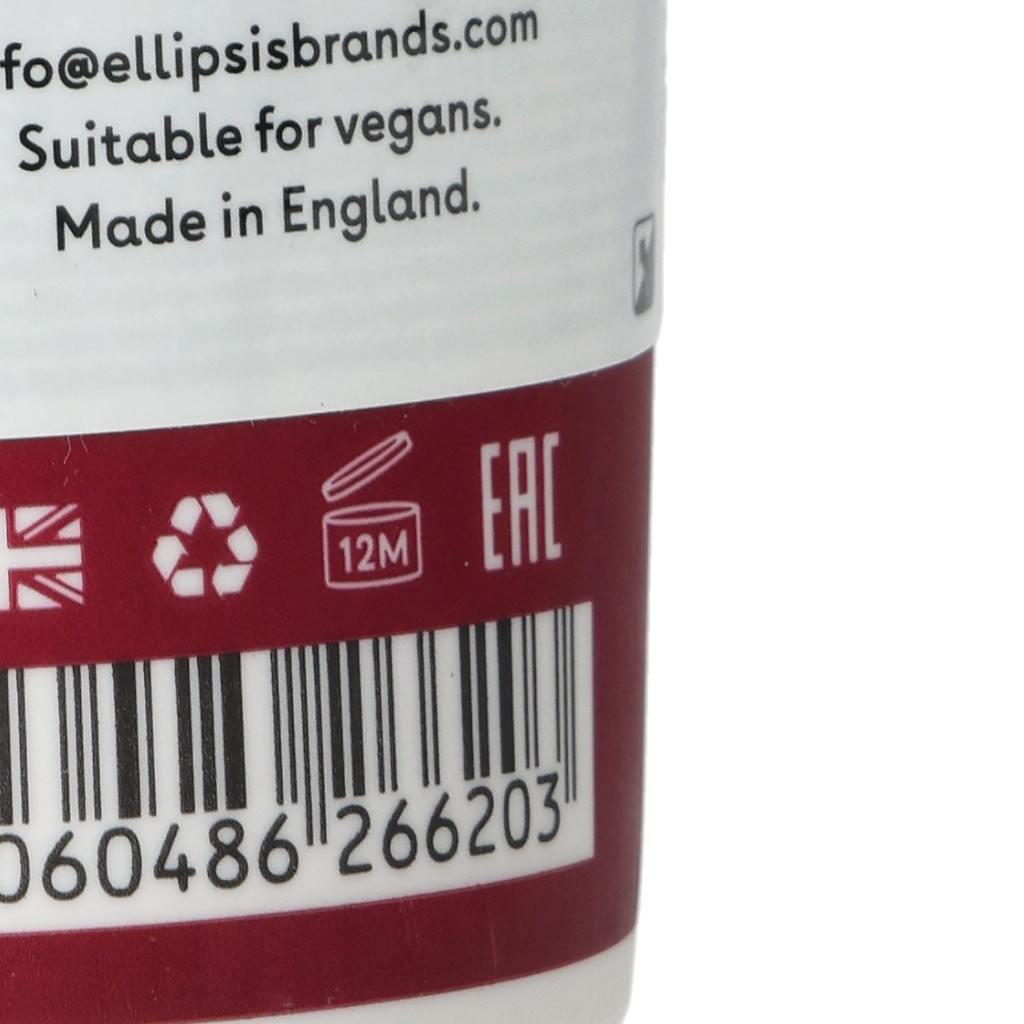 fo@ellipsisbrands.com
Suitable for vegans.
Made in England.
12M
EAC
060486 266203